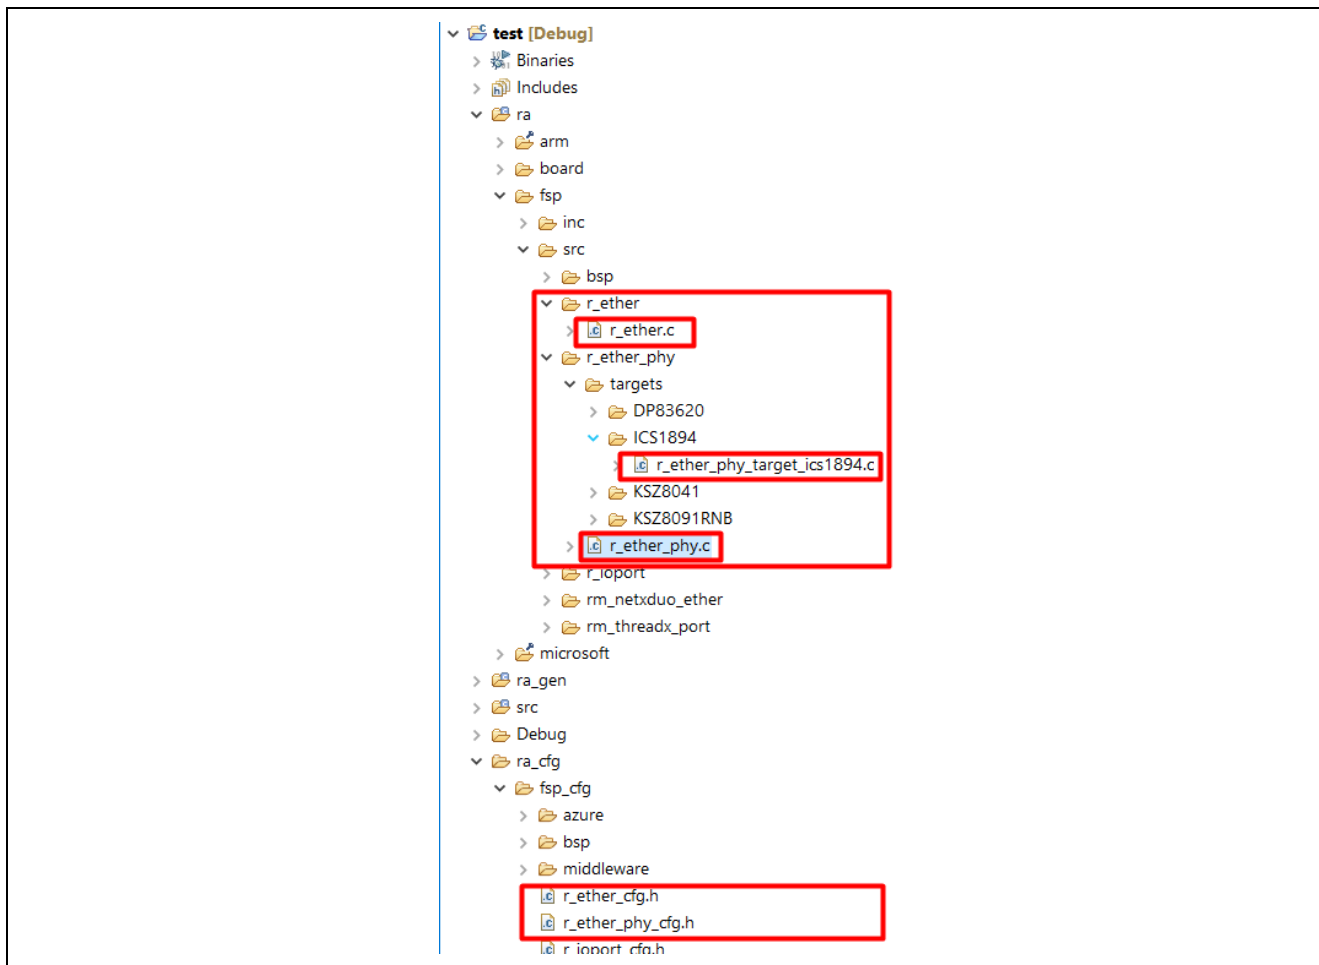 test [Debug]
Binaries
Includes
ra
arm
board
fsp
inc
src
bsp
r_ether
r_ether.c
r_ether_phy
targets
DP83620
ICS1894
r_ether_phy_target_ics1894.c
KSZ8041
KSZ8091RNB
r_ether_phy.c
r_ioport
rm_netxduo_ether
rm_threadx_port
microsoft
ra_gen
src
Debug
ra_cfg
fsp_cfg
azure
bsp
middleware
r_ether_cfg.h
r_ether_phy_cfg.h
r_ioport_cfg.h